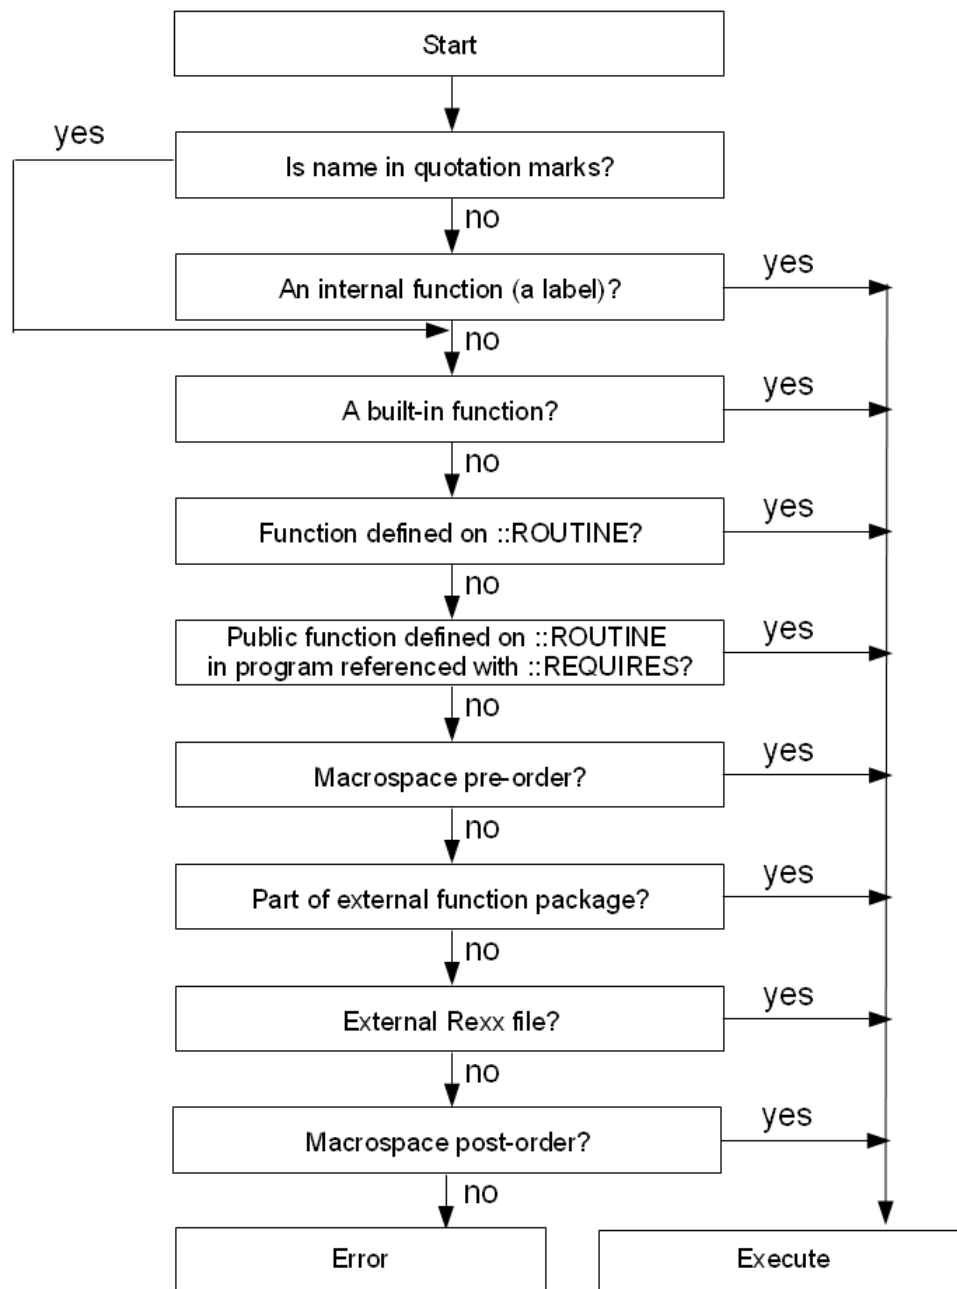 Start
yes
Is name in quotation marks?
no
An internal function (a label)?
yes
no
A built-in function?
yes
no
Function defined on ::ROUTINE?
yes
no
Public function defined on ::ROUTINE
in program referenced with ::REQUIRES?
yes
no
Macrospace pre-order?
yes
no
Part of external function package?
yes
no
External Rexx file?
yes
no
Macrospace post-order?
yes
no
Error
Execute